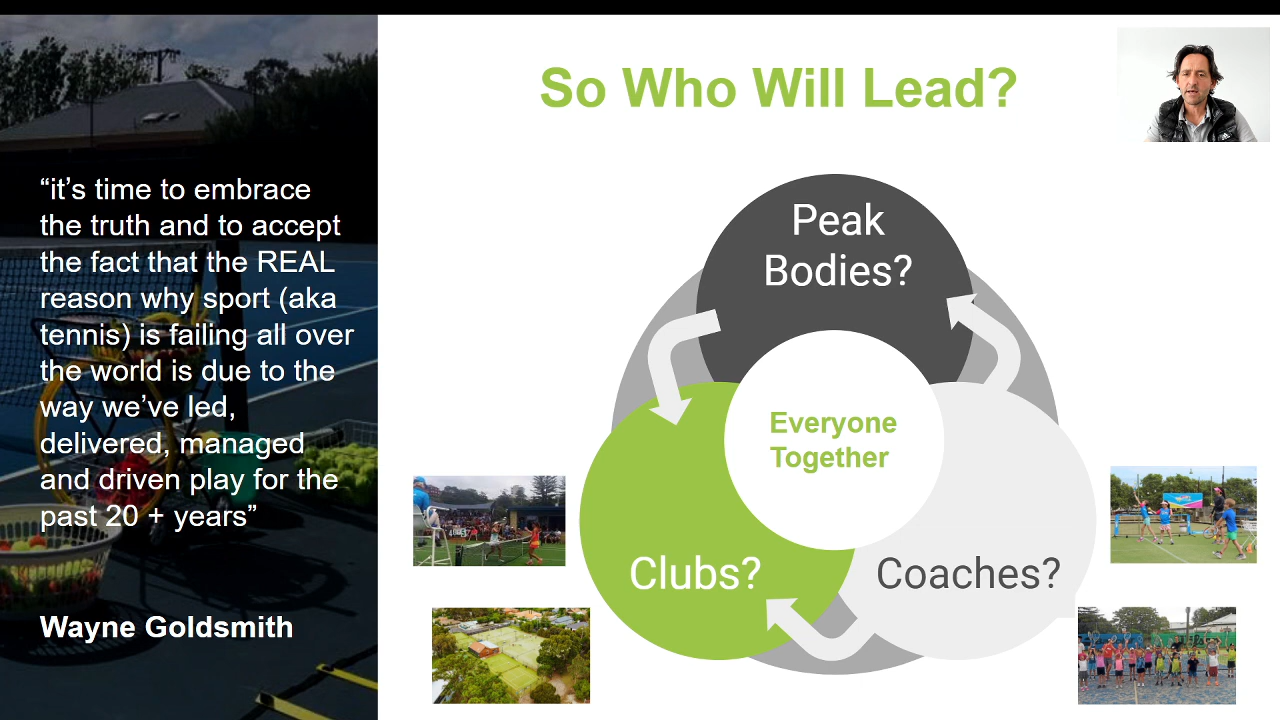 So Who Will Lead?
“it’s time to embrace
the truth and to accept
the fact that the REAL
reason why sport (aka
tennis) is failing all over
the world is due to the
way we’ve led,
delivered, managed
and driven play for the
past 20 + years”
Wayne Goldsmith
Peak
Bodies?
Everyone
Together
Clubs?
Coaches?